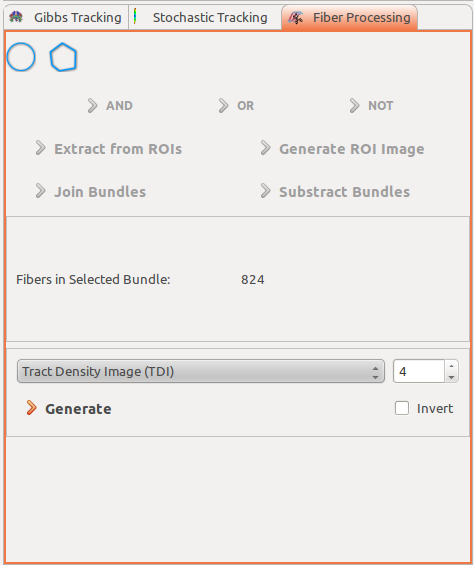 Gibbs Tracking Stochastic Tracking Fiber Processing
AND OR NOT
Extract from ROIs Generate ROI Image
Join Bundles Substract Bundles
Fibers in Selected Bundle: 824
Tract Density Image (TDI) 4
Generate Invert